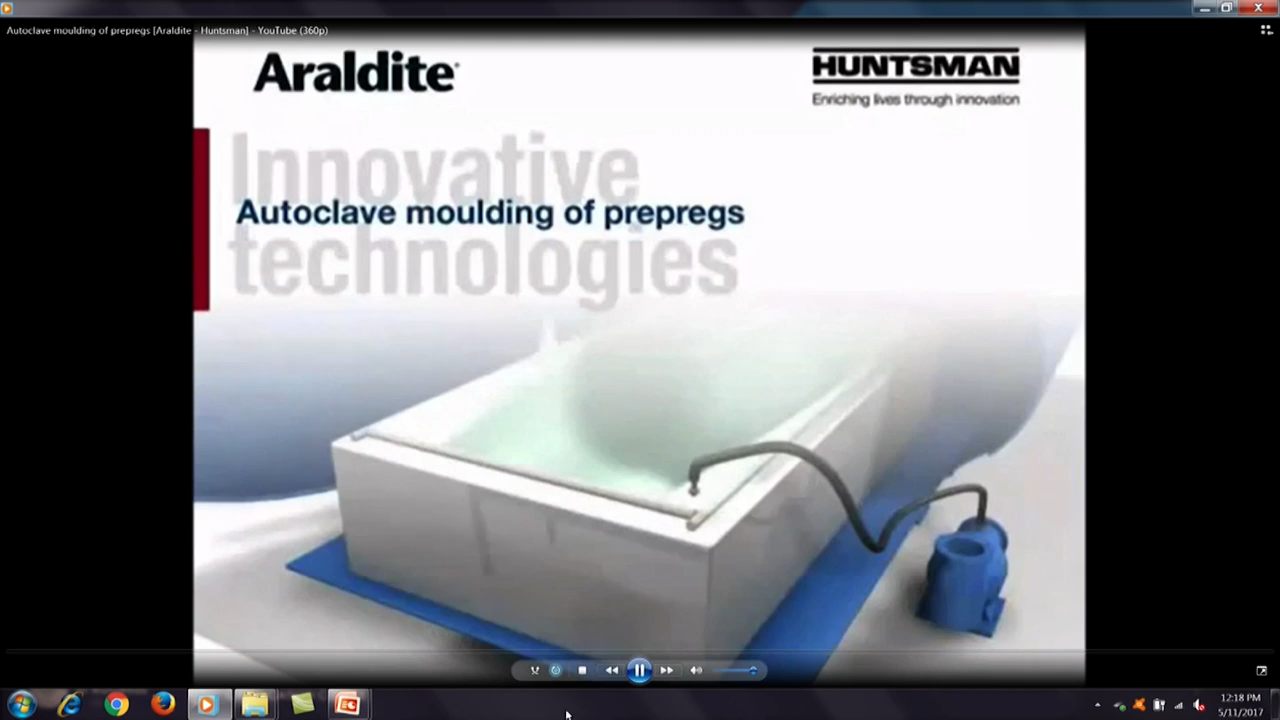 Autoclave moulding of prepregs [Araldite - Huntsman] - YouTube (360p)
Araldite
HUNTSMAN
Enriching lives through innovation
Innovative
Autoclave moulding of prepregs
technologies
12:18 PM
5/11/2017